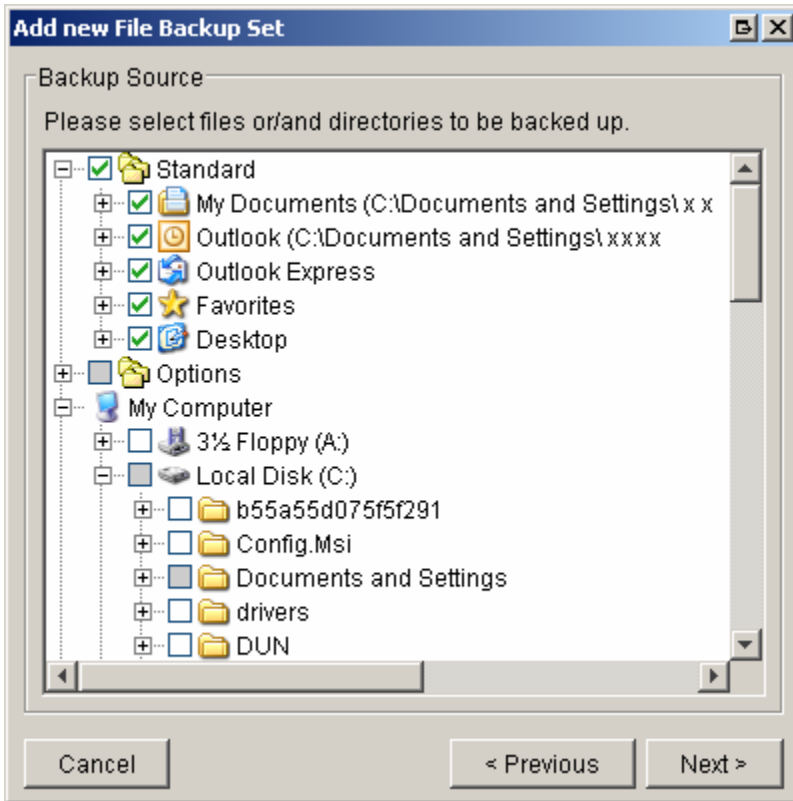 Add new File Backup Set
Backup Source
Please select files or/and directories to be backed up.
Standard
My Documents (C:\Documents and Settings\ x x
Outlook (C:\Documents and Settings\ xxxx
Outlook Express
Favorites
Desktop
Options
My Computer
3½ Floppy (A:)
Local Disk (C:)
b55a55d075f5f291
Config.Msi
Documents and Settings
drivers
DUN
Cancel
< Previous
Next >